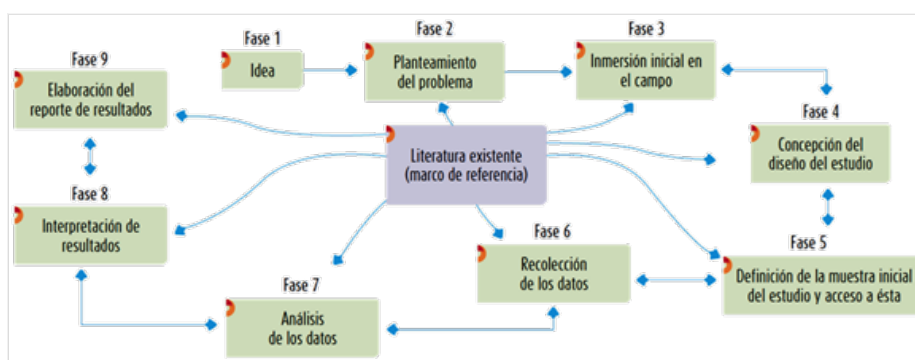 Fase 1
Idea
Fase 2
Planteamiento
del problema
Fase 3
Inmersión inicial en
el campo
Fase 4
Concepción del
diseño del estudio
Fase 5
Definición de la muestra inicial
del estudio y acceso a ésta
Fase 6
Recolección
de los datos
Fase 7
Análisis
de los datos
Fase 8
Interpretación de
resultados
Fase 9
Elaboración del
reporte de resultados
Literatura existente
(marco de referencia)